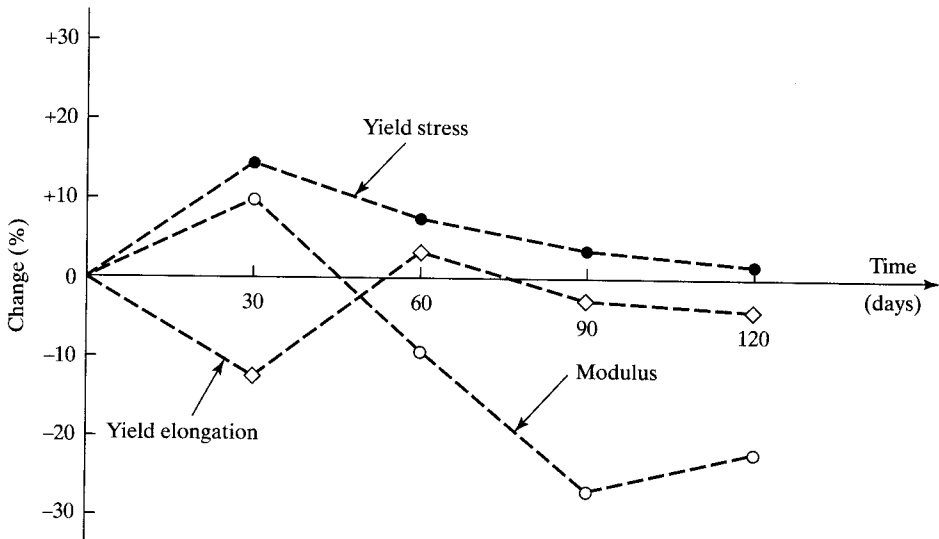 +30
+20
Yield stress
+10
Change (%)
0
Time
(days)
30
60
90
120
−10
Modulus
Yield elongation
−20
−30